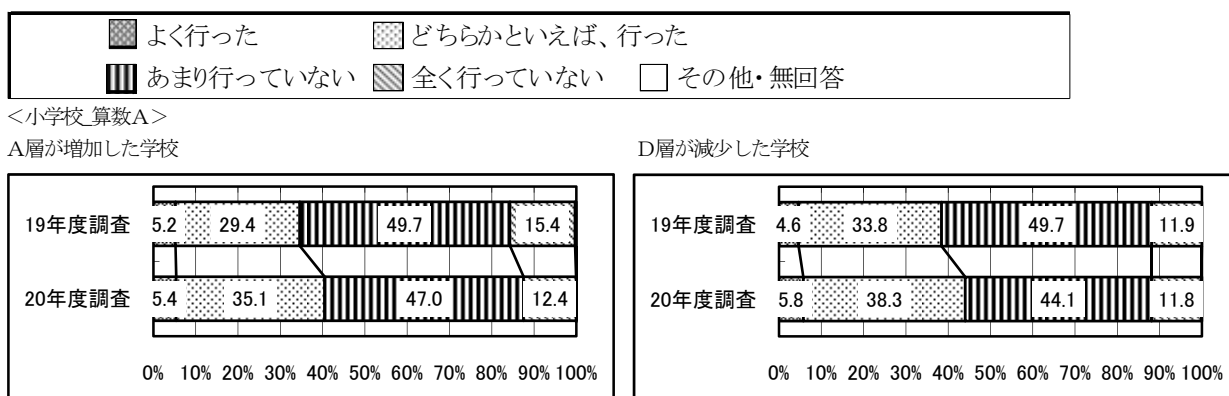 よく行った どちらかといえば、行った
あまり行っていない 全く行っていない その他・無回答
<小学校_算数A>
A層が増加した学校
19年度調査 5.2 29.4 49.7 15.4
20年度調査 5.4 35.1 47.0 12.4
0% 10% 20% 30% 40% 50% 60% 70% 80% 90% 100%
D層が減少した学校
19年度調査 4.6 33.8 49.7 11.9
20年度調査 5.8 38.3 44.1 11.8
0% 10% 20% 30% 40% 50% 60% 70% 80% 90% 100%